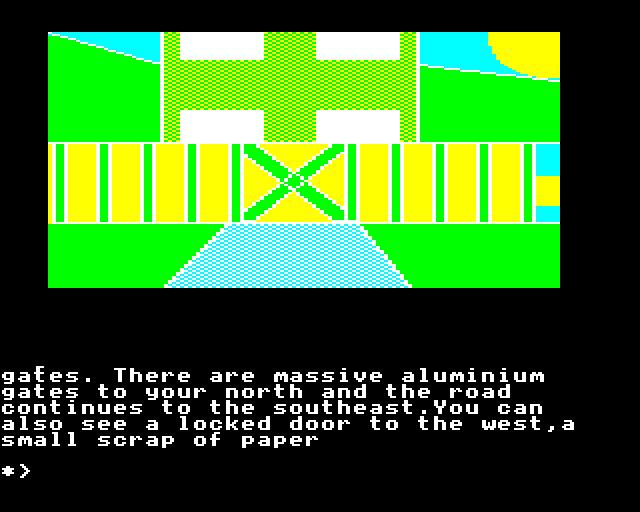 gates. There are massive aluminium
gates to your north and the road
continues to the southeast.You can
also see a locked door to the west,a
small scrap of paper
*>